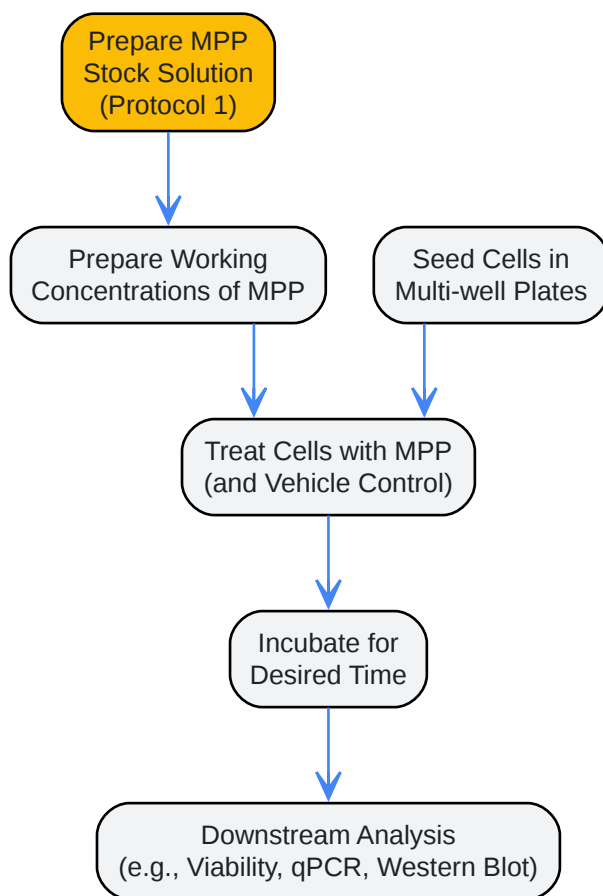 Prepare MPP
Stock Solution
(Protocol 1)
Prepare Working
Concentrations of MPP
Seed Cells in
Multi-well Plates
Treat Cells with MPP
(and Vehicle Control)
Incubate for
Desired Time
Downstream Analysis
(e.g., Viability, qPCR, Western Blot)